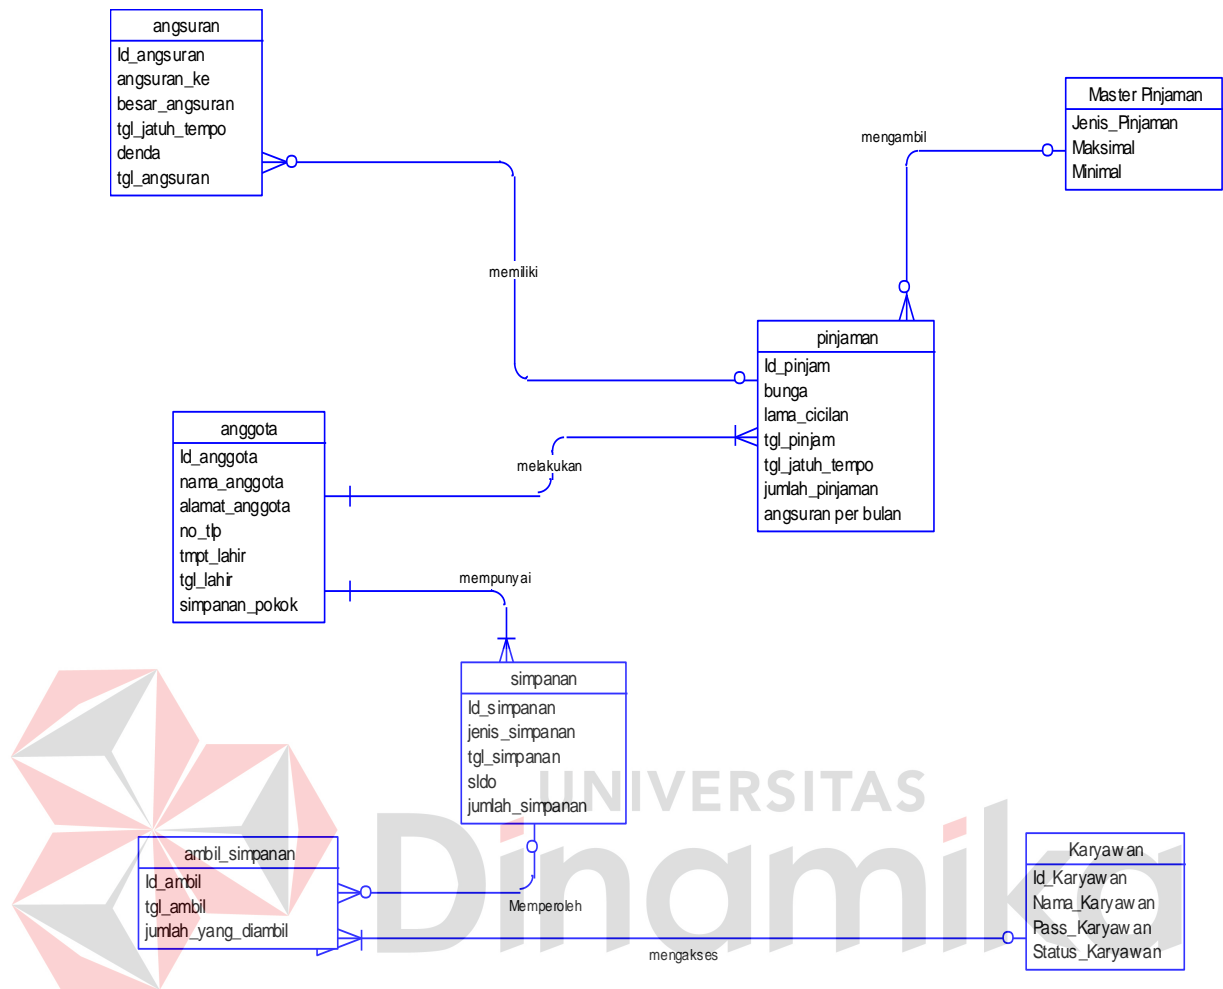 angsuran
Id_angsuran
angsuran_ke
besar_angsuran
tgl_jatuh_tempo
denda
tgl_angsuran
Master Pinjaman
Jenis_Pinjaman
Maksimal
Minimal
mengambil
memiliki
pinjaman
Id_pinjam
bunga
lama_cicilan
tgl_pinjam
tgl_jatuh_tempo
jumlah_pinjaman
angsuran per bulan
anggota
Id_anggota
nama_anggota
alamat_anggota
no_tlp
tmpt_lahir
tgl_lahir
simpanan_pokok
melakukan
mempunyai
simpanan
Id_simpanan
jenis_simpanan
tgl_simpanan
sldo
jumlah_simpanan
UNIVERSITAS
Dinamika
ambil_simpanan
Id_ambil
tgl_ambil
jumlah_yang_diambil
Memperoleh
mengakses
Karyawan
Id_Karyawan
Nama_Karyawan
Pass_Karyawan
Status_Karyawan